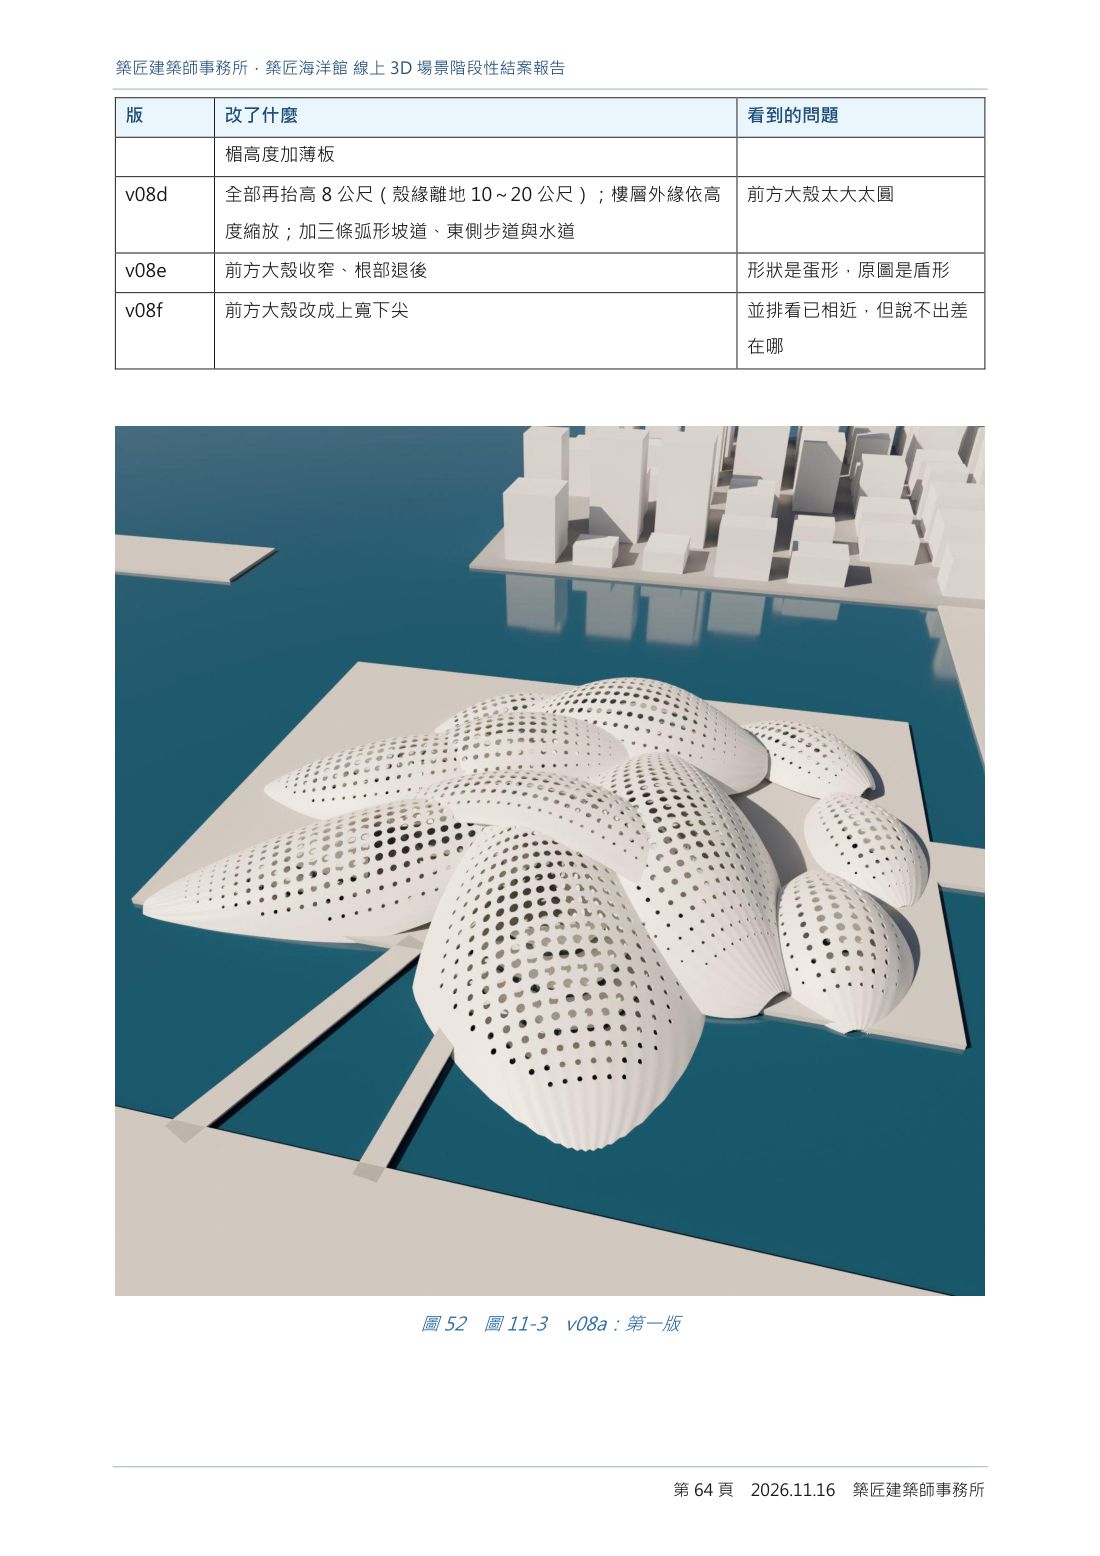 築匠建築師事務所．築匠海洋館 線上 3D 場景階段性結案報告
版 改了什麼 看到的問題
楣高度加薄板
v08d 全部再抬高 8 公尺（殼緣離地 10～20 公尺）；樓層外緣依高 前方大殼太大太圓
度縮放；加三條弧形坡道、東側步道與水道
v08e 前方大殼收窄、根部退後 形狀是蛋形，原圖是盾形
v08f 前方大殼改成上寬下尖 並排看已相近，但說不出差
在哪
圖 52 圖 11-3 v08a：第一版
第 64 頁 2026.11.16 築匠建築師事務所